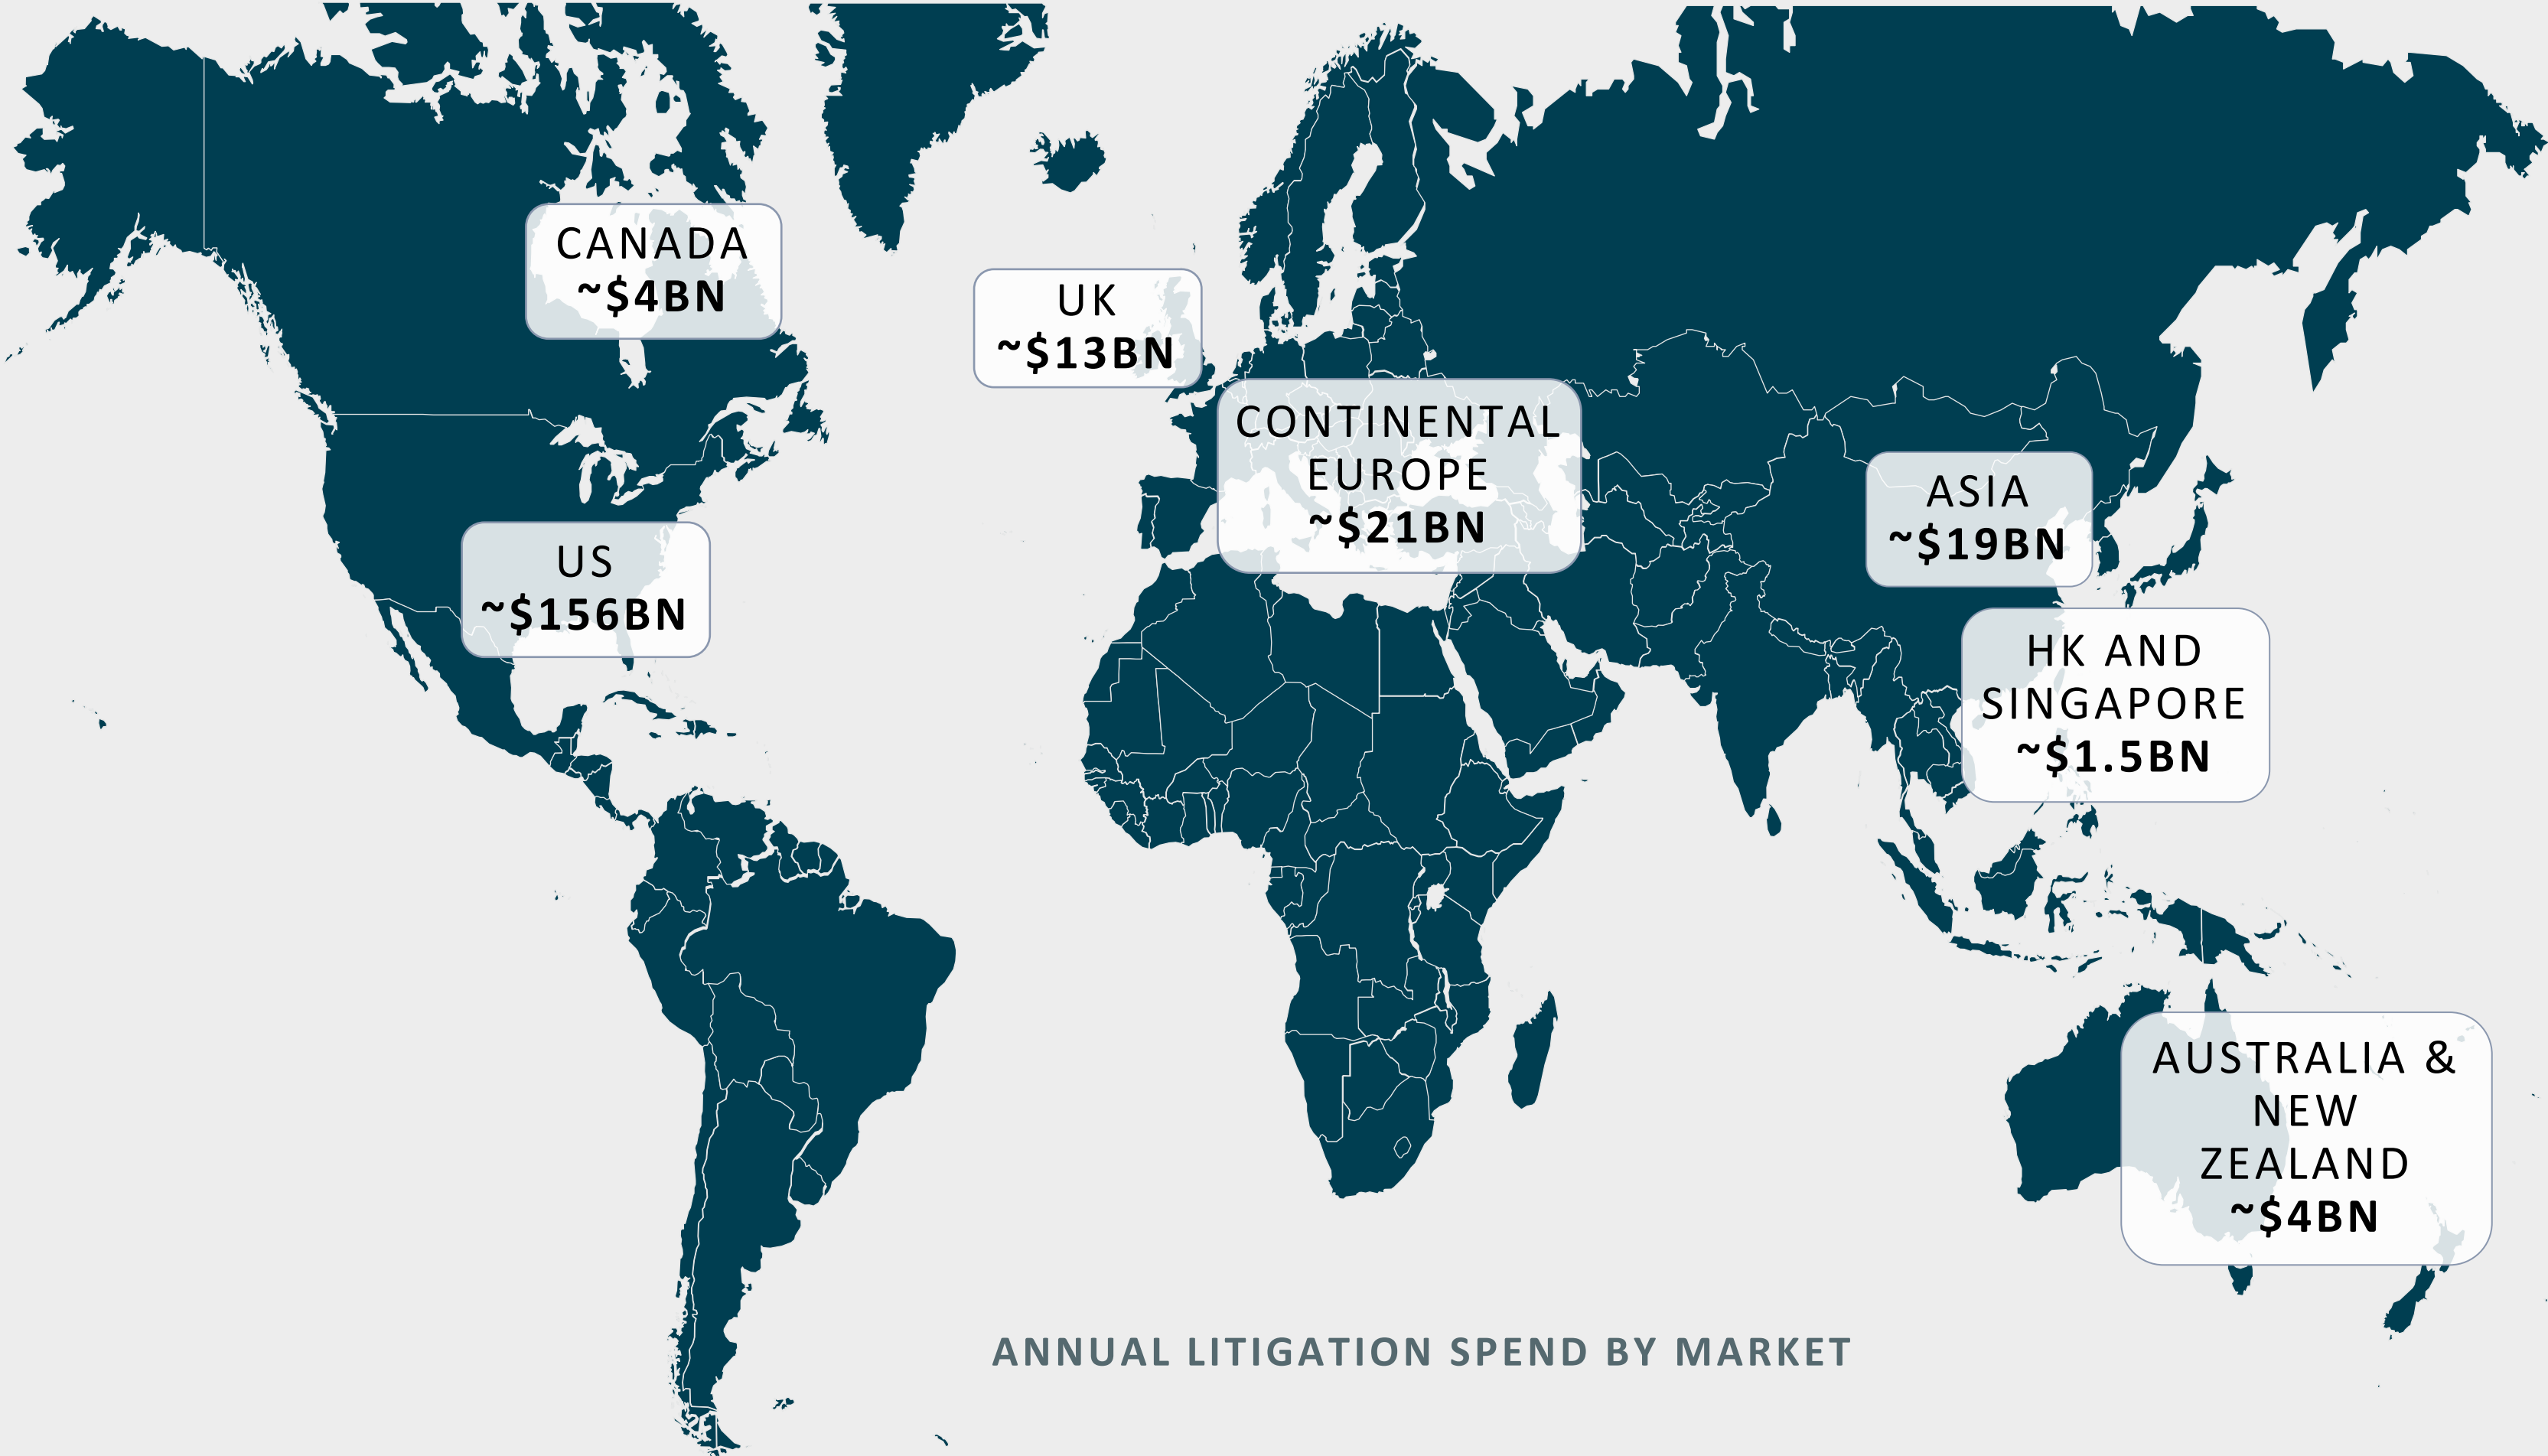 CANADA
~$4BN
UK
~$13BN
CONTINENTAL
EUROPE
~$21BN
ASIA
~$19BN
US
~$156BN
HK AND
SINGAPORE
~$1.5BN
AUSTRALIA &
NEW
ZEALAND
~$4BN
ANNUAL LITIGATION SPEND BY MARKET